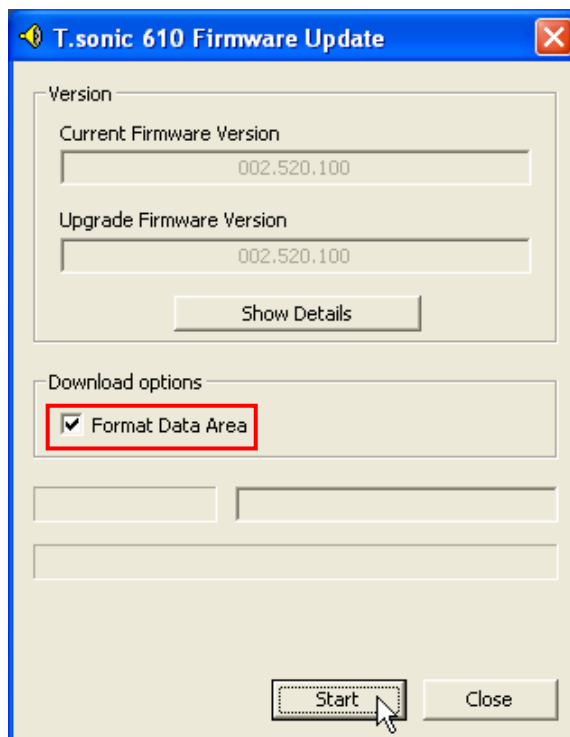 T.sonic 610 Firmware Update
Version
Current Firmware Version
002.520.100
Upgrade Firmware Version
002.520.100
Show Details
Download options
Format Data Area
Start
Close